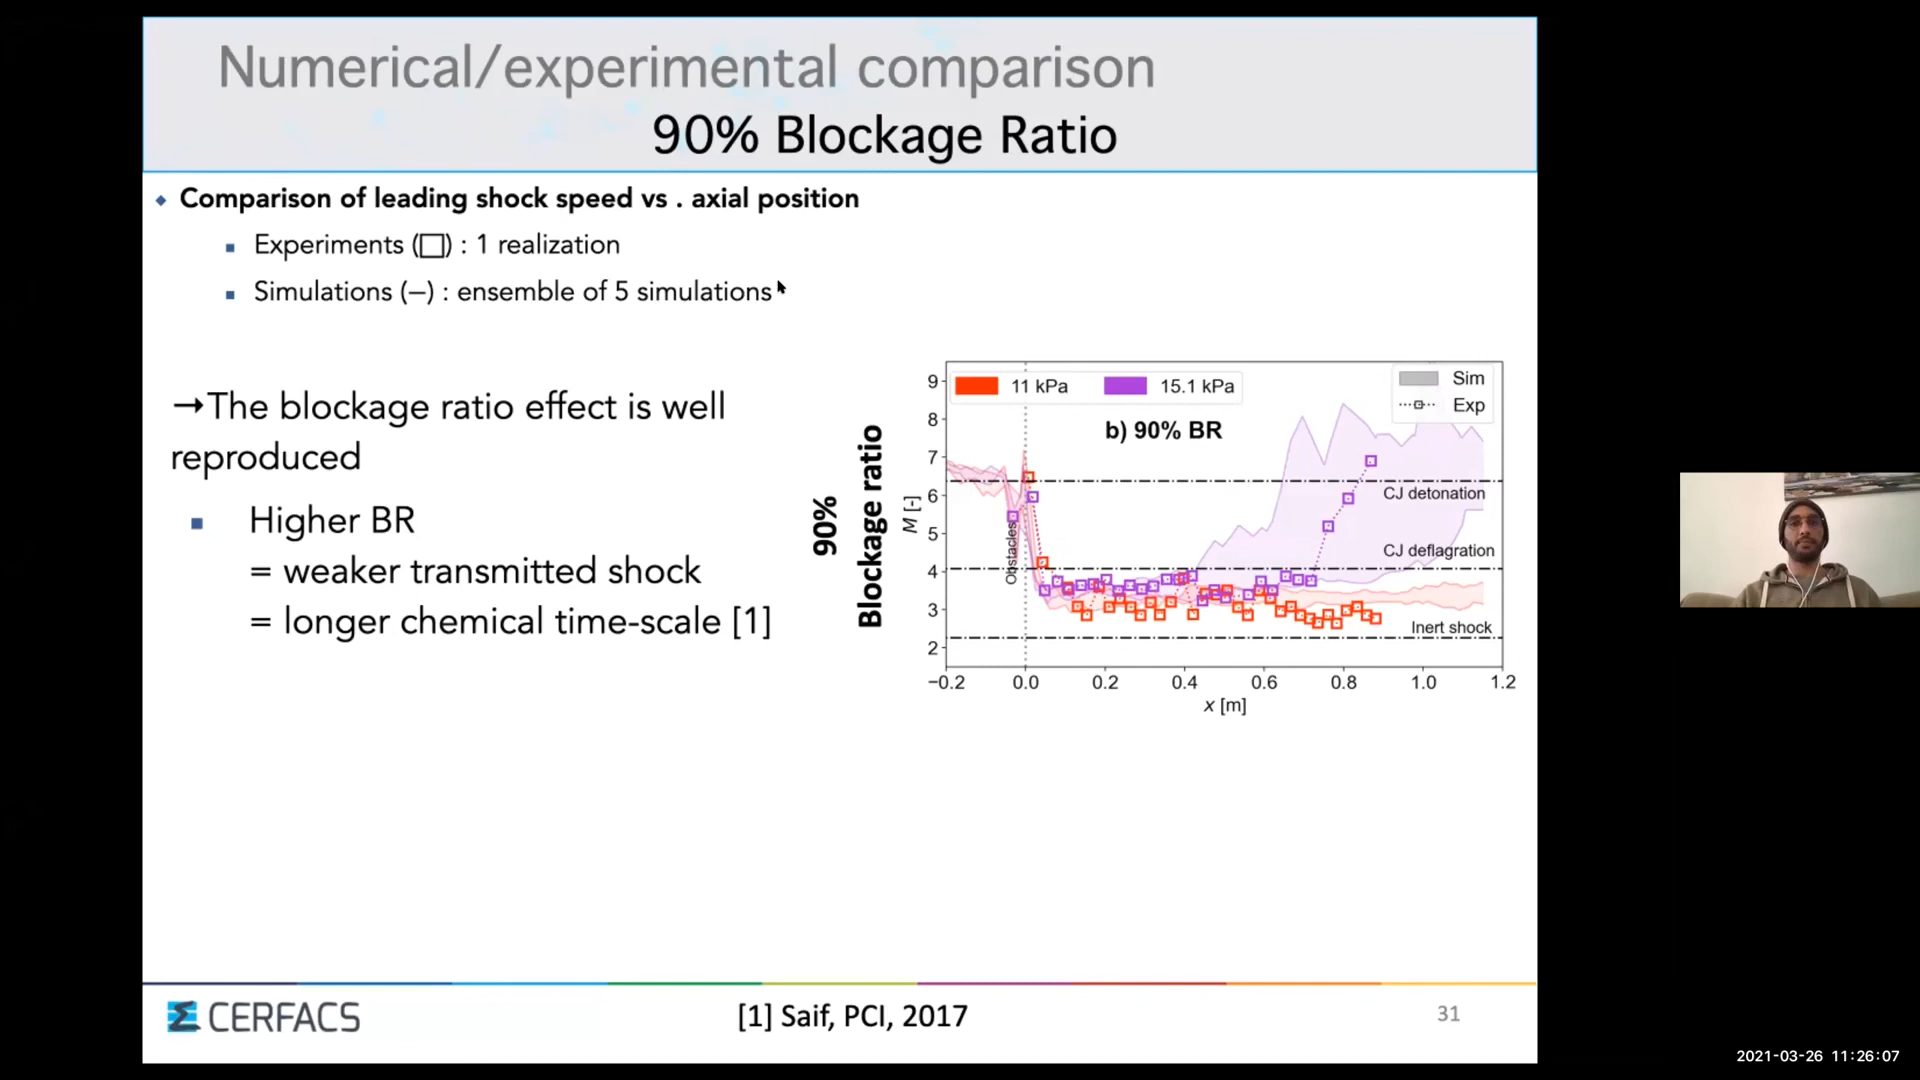 Numerical/experimental comparison
90% Blockage Ratio
Comparison of leading shock speed vs . axial position
Experiments (□) : 1 realization
Simulations (–) : ensemble of 5 simulations
→The blockage ratio effect is well
reproduced
Higher BR
= weaker transmitted shock
= longer chemical time-scale [1]
90%
Blockage ratio
11 kPa 15.1 kPa
Sim
Exp
b) 90% BR
CJ detonation
CJ deflagration
Inert shock
Obstacles
M [-]
9
8
7
6
5
4
3
2
−0.2 0.0 0.2 0.4 0.6 0.8 1.0 1.2
x [m]
CERFACS
[1] Saif, PCI, 2017
31
2021-03-26 11:26:07